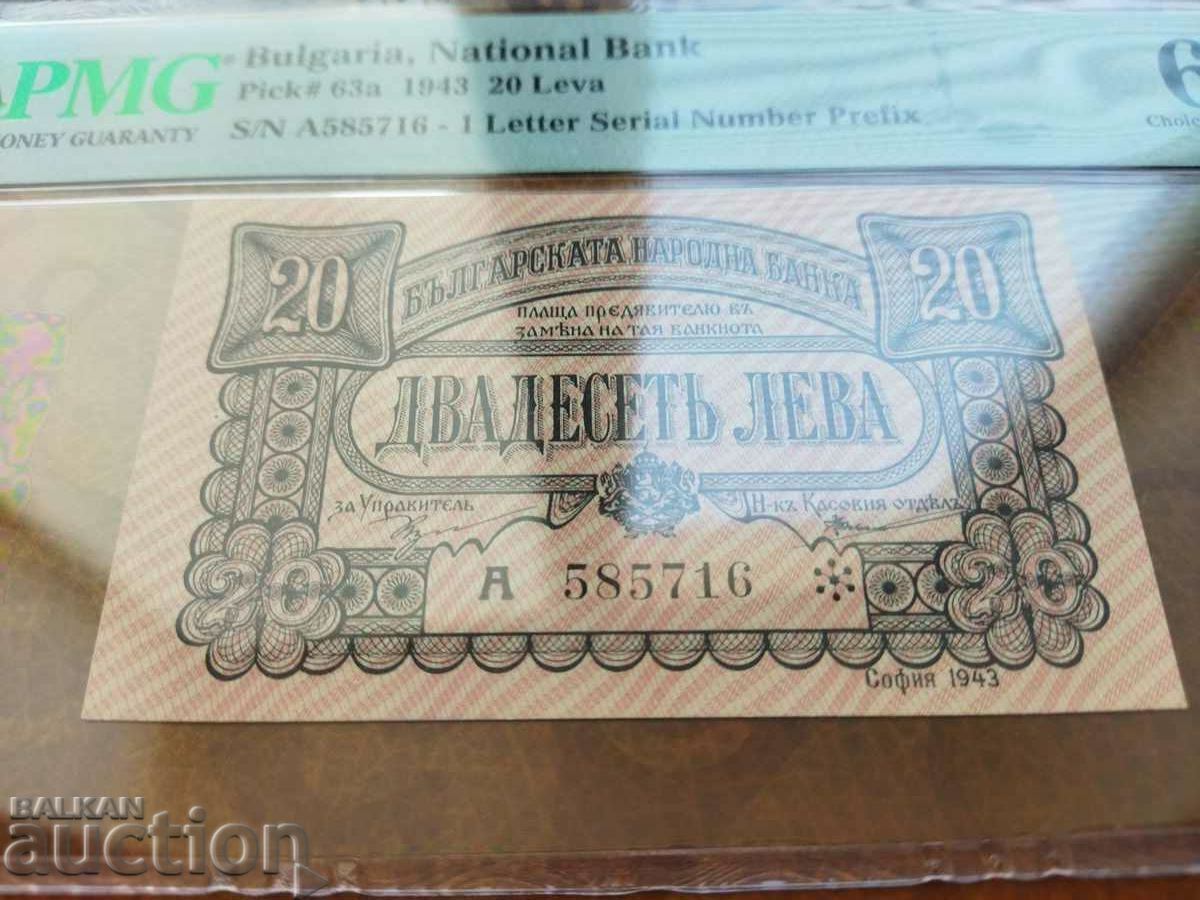 PMG
Bulgaria, National Bank
Pick# 63a 1943 20 Leva
S/N A585716 - 1 Letter Serial Number Prefix
MONEY GUARANTY
6
Choice
20
20
БЪЛГАРСКАТА НАРОДНА БАНКА
ПЛАЩА ПРЕДЯВИТЕЛЮ ВЪ
ЗАМѢНА НА ТАЯ БАНКНОТА
ДВАДЕСЕТЬ ЛЕВА
ЗА УПРАВИТЕЛЬ
Н-КЪ КАСОВИЯ ОТДѢЛЪ
А 585716
20
20
София 1943
BALKAN
auction